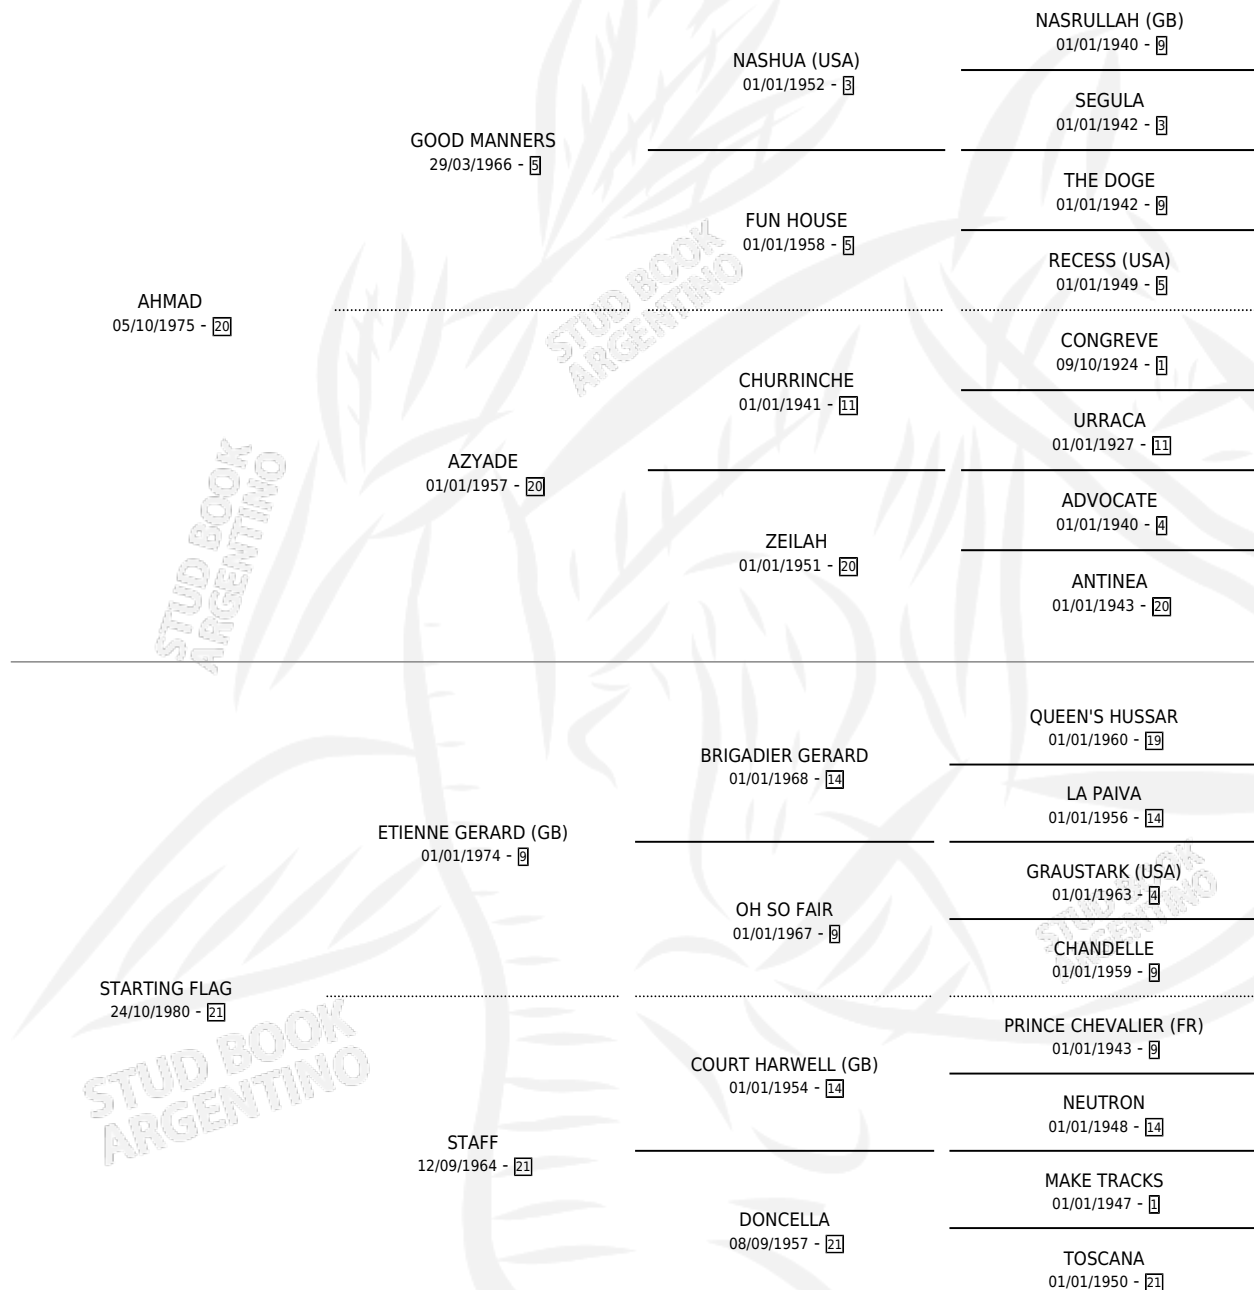 NASRULLAH (GB)
01/01/1940 - 9
NASHUA (USA)
01/01/1952 - 3
SEGULA
01/01/1942 - 3
GOOD MANNERS
29/03/1966 - 5
THE DOGE
01/01/1942 - 9
FUN HOUSE
01/01/1958 - 5
RECESS (USA)
01/01/1949 - 5
AHMAD
05/10/1975 - 20
CONGREVE
09/10/1924 - 1
CHURRINCHE
01/01/1941 - 11
URRACA
01/01/1927 - 11
AZYADE
01/01/1957 - 20
ADVOCATE
01/01/1940 - 4
ZEILAH
01/01/1951 - 20
ANTINEA
01/01/1943 - 20
QUEEN'S HUSSAR
01/01/1960 - 19
BRIGADIER GERARD
01/01/1968 - 14
LA PAIVA
01/01/1956 - 14
ETIENNE GERARD (GB)
01/01/1974 - 9
GRAUSTARK (USA)
01/01/1963 - 4
OH SO FAIR
01/01/1967 - 9
CHANDELLE
01/01/1959 - 9
STARTING FLAG
24/10/1980 - 21
PRINCE CHEVALIER (FR)
01/01/1943 - 9
COURT HARWELL (GB)
01/01/1954 - 14
NEUTRON
01/01/1948 - 14
STAFF
12/09/1964 - 21
MAKE TRACKS
01/01/1947 - 1
DONCELLA
08/09/1957 - 21
TOSCANA
01/01/1950 - 21
STUD BOOK
ARGENTINO
STUD BOOK
ARGENTINO
STUD BOOK
ARGENTINO
STUD BOOK
ARGENTINO